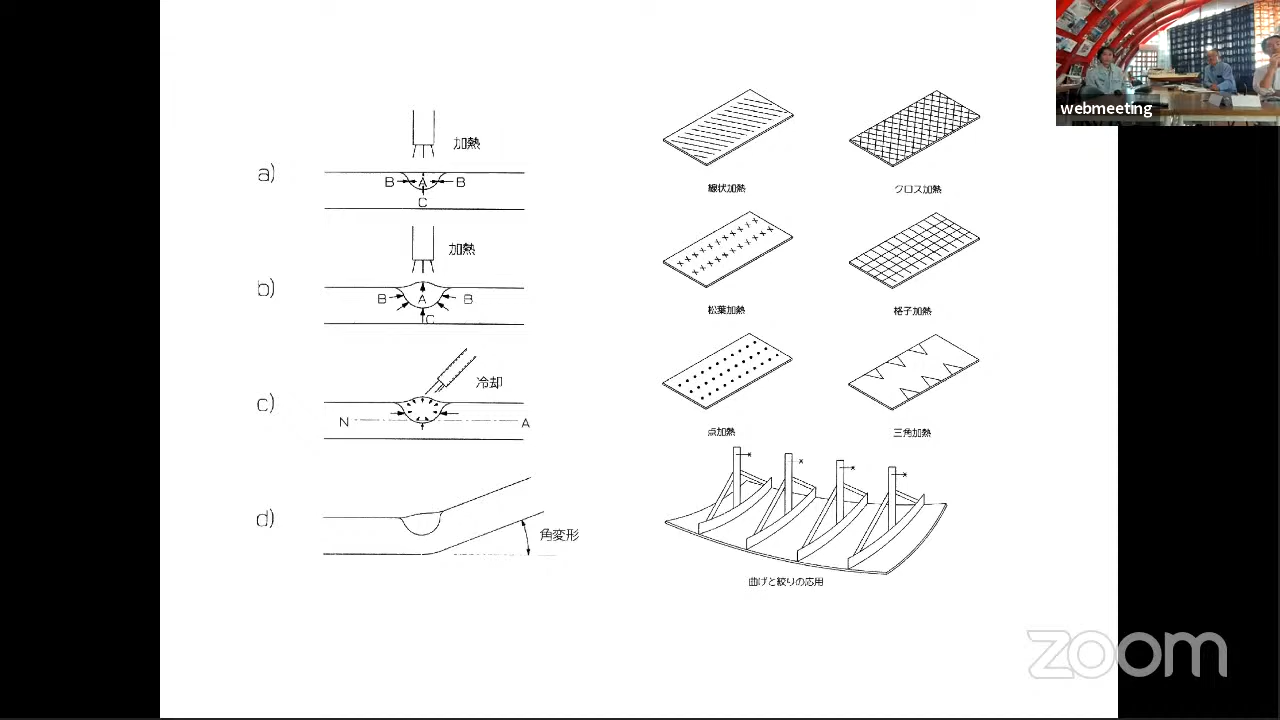 webmeeting
a)
加熱
B
A
B
C
b)
加熱
B
A
B
C
c)
冷却
N
A
d)
角変形
線状加熱
クロス加熱
松葉加熱
格子加熱
点加熱
三角加熱
曲げと絞りの応用
zoom